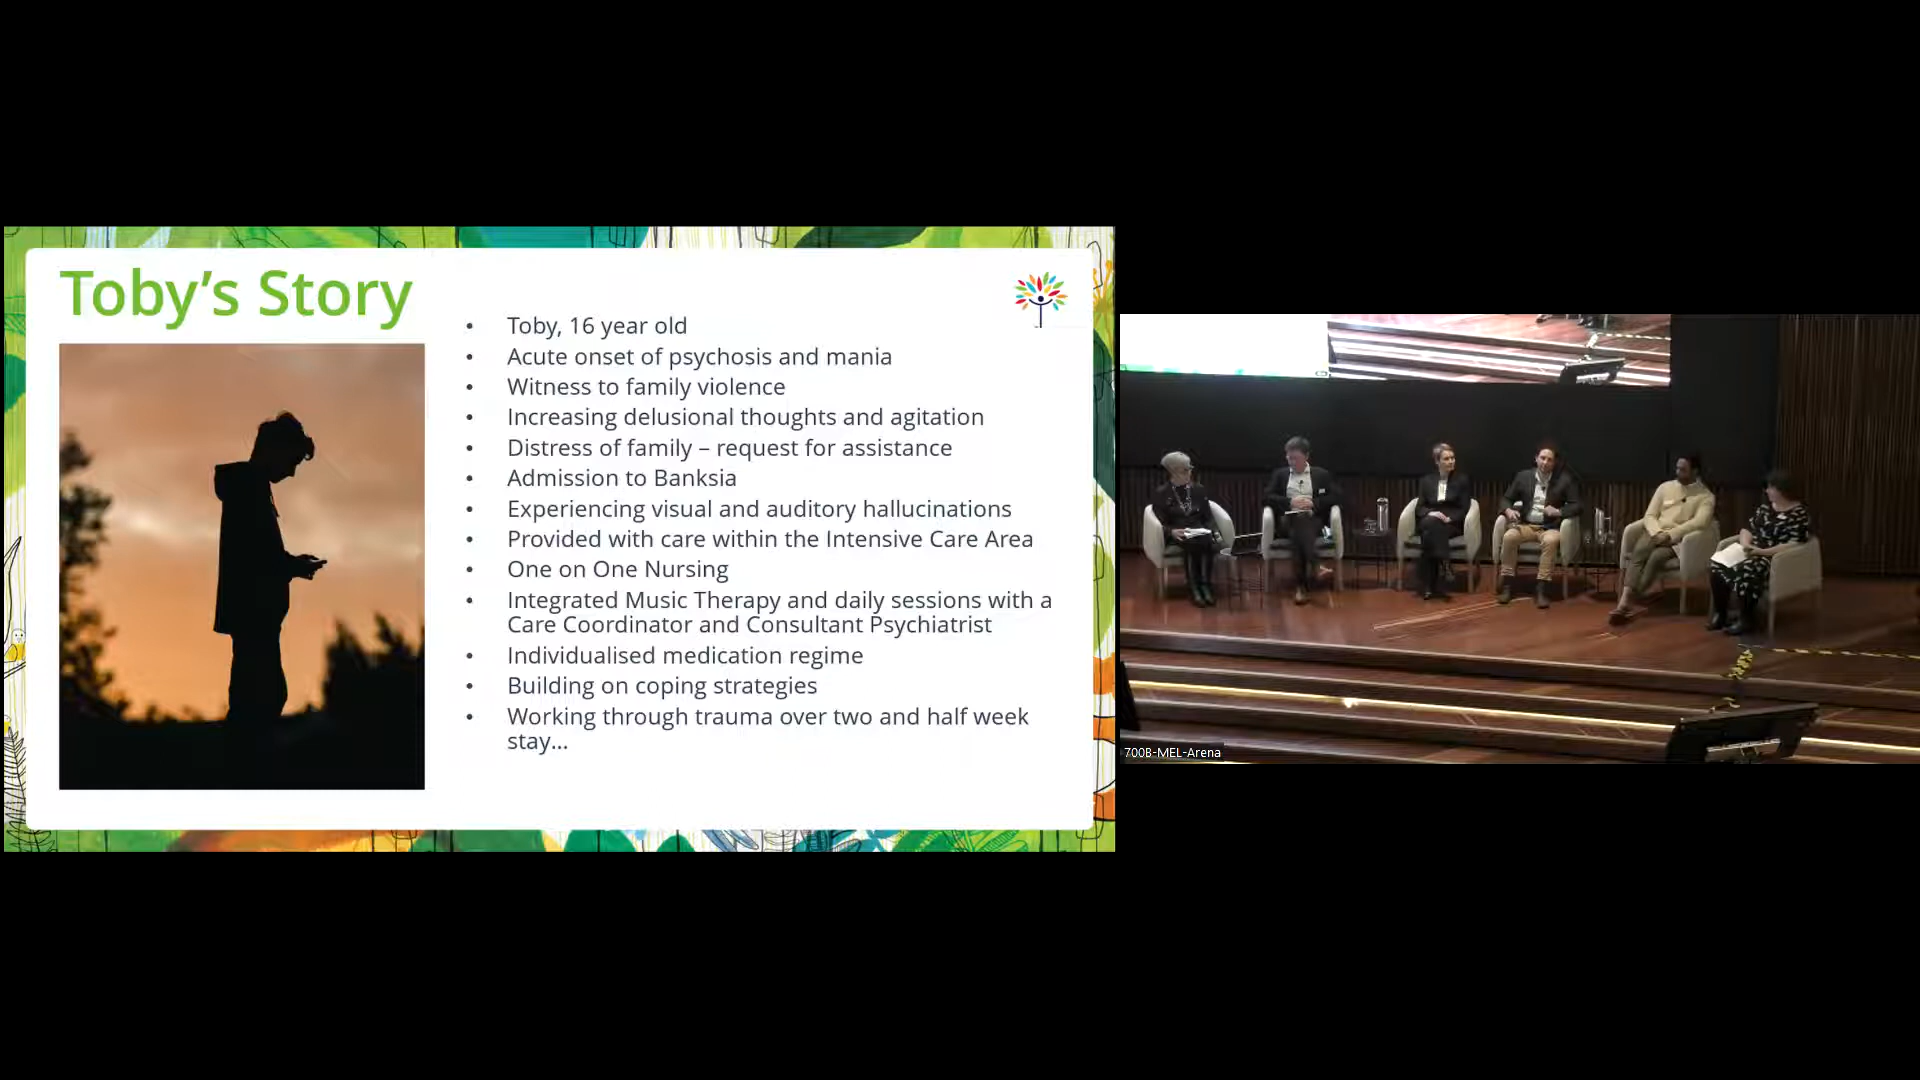 Toby's Story
• Toby, 16 year old
• Acute onset of psychosis and mania
• Witness to family violence
• Increasing delusional thoughts and agitation
• Distress of family – request for assistance
• Admission to Banksia
• Experiencing visual and auditory hallucinations
• Provided with care within the Intensive Care Area
• One on One Nursing
• Integrated Music Therapy and daily sessions with a
Care Coordinator and Consultant Psychiatrist
• Individualised medication regime
• Building on coping strategies
• Working through trauma over two and half week
stay...
700B-MEL-Arena